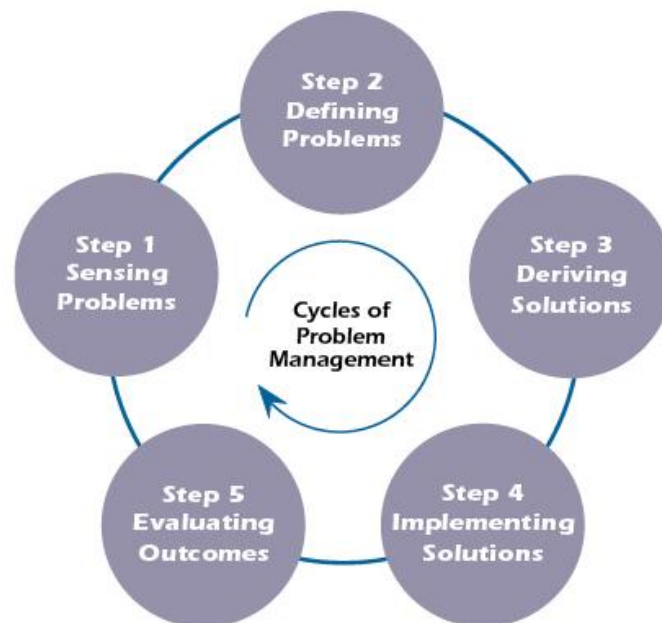 Step 1
Sensing
Problems
Step 2
Defining
Problems
Step 3
Deriving
Solutions
Step 4
Implementing
Solutions
Step 5
Evaluating
Outcomes
Cycles of
Problem
Management